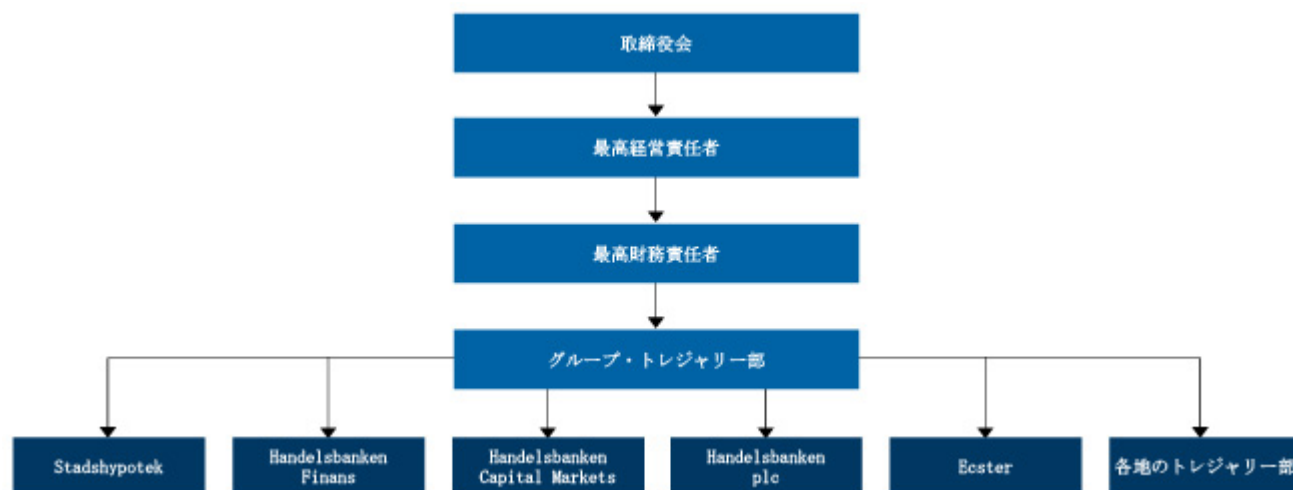 取締役会
最高経営責任者
最高財務責任者
グループ・トレジャリー部
Stadshypotek
Handelsbanken
Finans
Handelsbanken
Capital Markets
Handelsbanken
plc
Ecster
各地のトレジャリー部